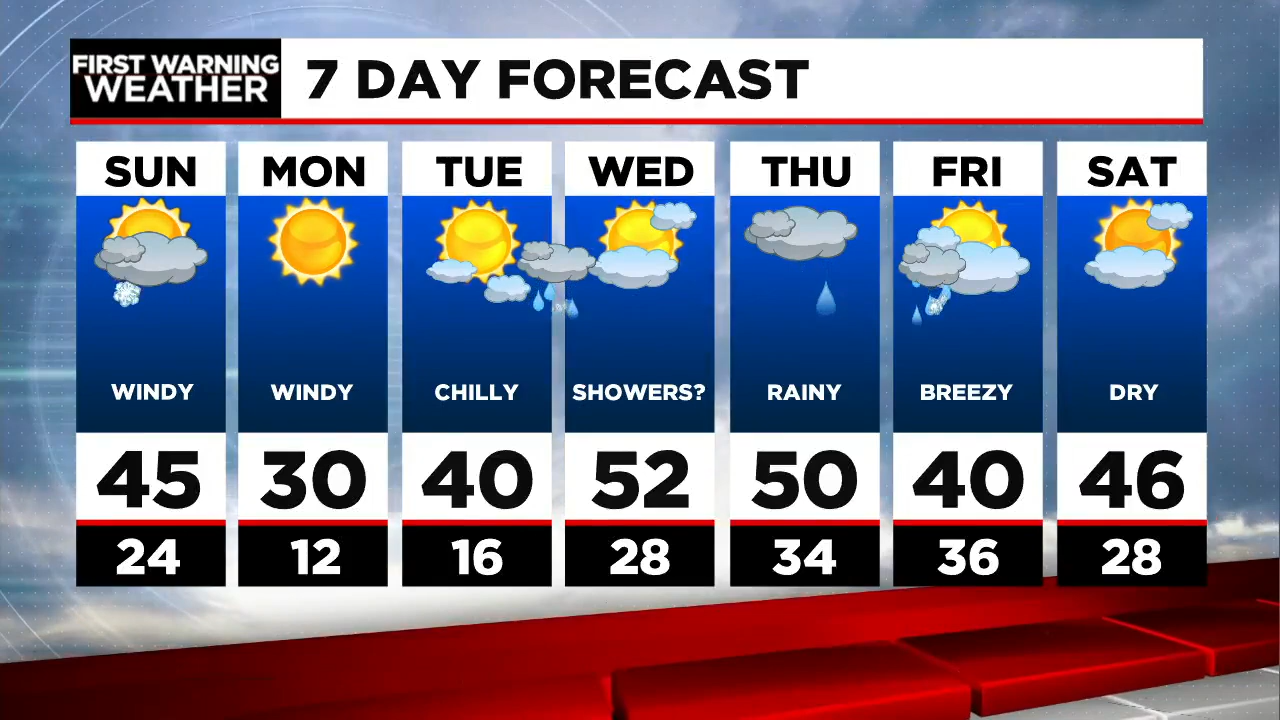 FIRST WARNING
WEATHER
7 DAY FORECAST
SUN MON TUE WED THU FRI SAT
WINDY WINDY CHILLY SHOWERS? RAINY BREEZY DRY
45 30 40 52 50 40 46
24 12 16 28 34 36 28